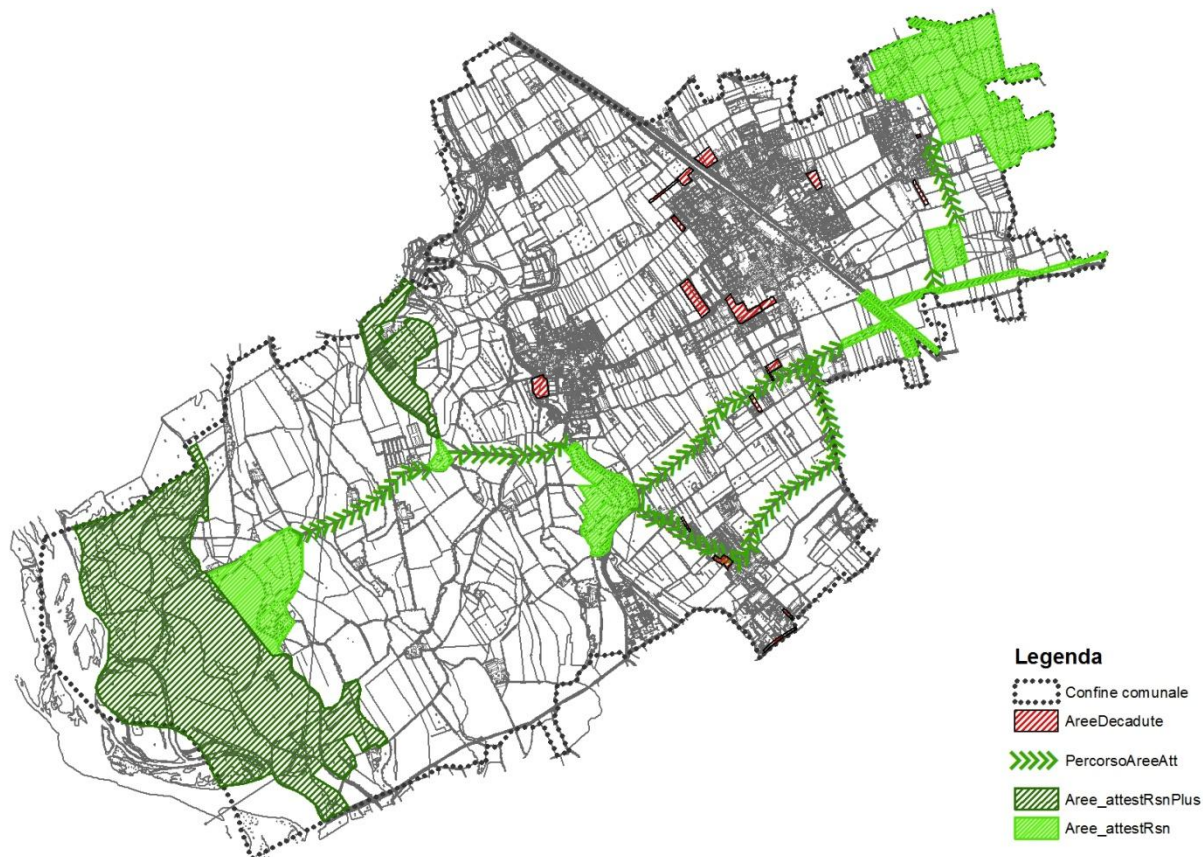 Legenda
Confine comunale
AreeDecadute
PercorsoAreeAtt
Aree_attestRsnPlus
Aree_attestRsn